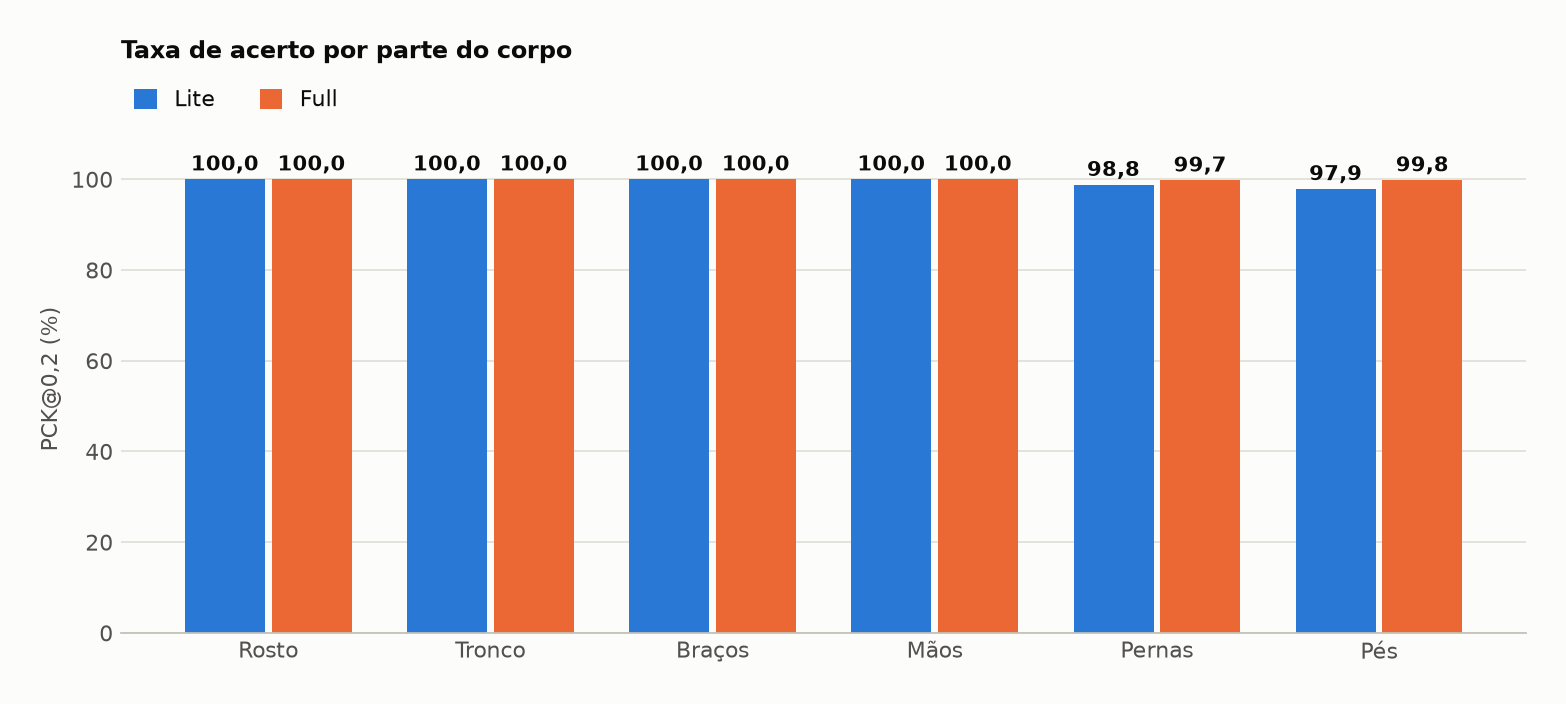 Taxa de acerto por parte do corpo
Lite Full
100,0 100,0 100,0 100,0 100,0 100,0 100,0 100,0 98,8 99,7 97,9 99,8
100
80
60
40
20
0
PCK@0,2 (%)
Rosto Tronco Braços Mãos Pernas Pés